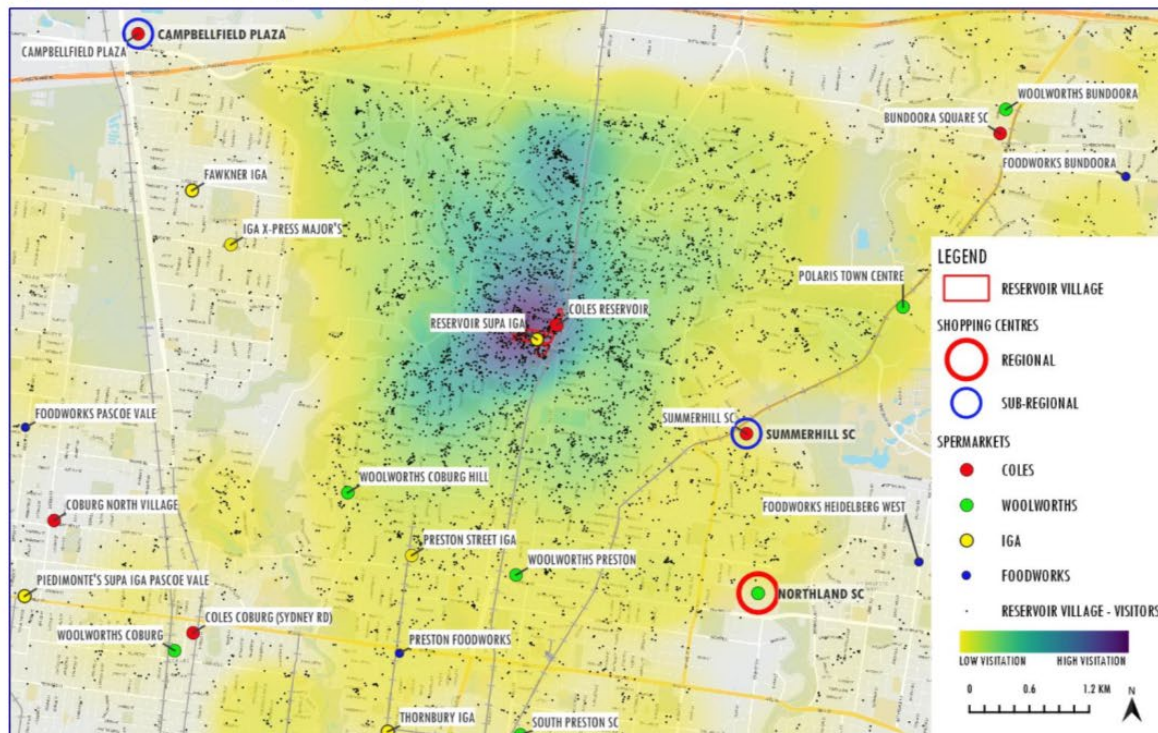 CAMPBELLFIELD PLAZA
CAMPBELLFIELD PLAZA
WOOLWORTHS BUNDOORA
BUNDOORA SQUARE SC
FOODWORKS BUNDOORA
FAWKNER IGA
IGA X-PRESS MAJOR'S
POLARIS TOWN CENTRE
COLES RESERVOIR
RESERVOIR SUPA IGA
FOODWORKS PASCOE VALE
SUMMERHILL SC
SUMMERHILL SC
WOOLWORTHS COBURG HILL
COBURG NORTH VILLAGE
FOODWORKS HEIDELBERG WEST
PRESTON STREET IGA
WOOLWORTHS PRESTON
PIEDIMONTE'S SUPA IGA PASCOE VALE
NORTHLAND SC
COLES COBURG (SYDNEY RD)
WOOLWORTHS COBURG
PRESTON FOODWORKS
THORNBURY IGA
SOUTH PRESTON SC
LEGEND
RESERVOIR VILLAGE
SHOPPING CENTRES
REGIONAL
SUB-REGIONAL
SPERMARKETS
COLES
WOOLWORTHS
IGA
FOODWORKS
RESERVOIR VILLAGE - VISITORS
LOW VISITATION HIGH VISITATION
0 0.6 1.2 KM
N